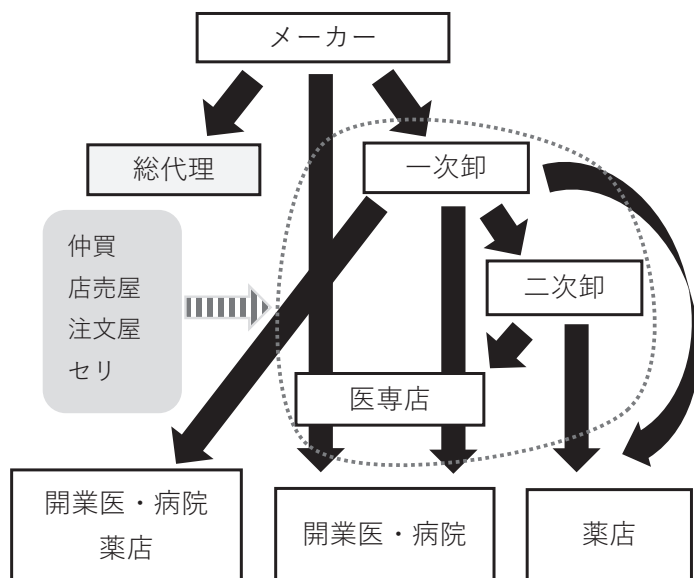 メーカー
総代理
一次卸
仲買
店売屋
注文屋
セリ
二次卸
医専店
開業医・病院
薬店
開業医・病院
薬店